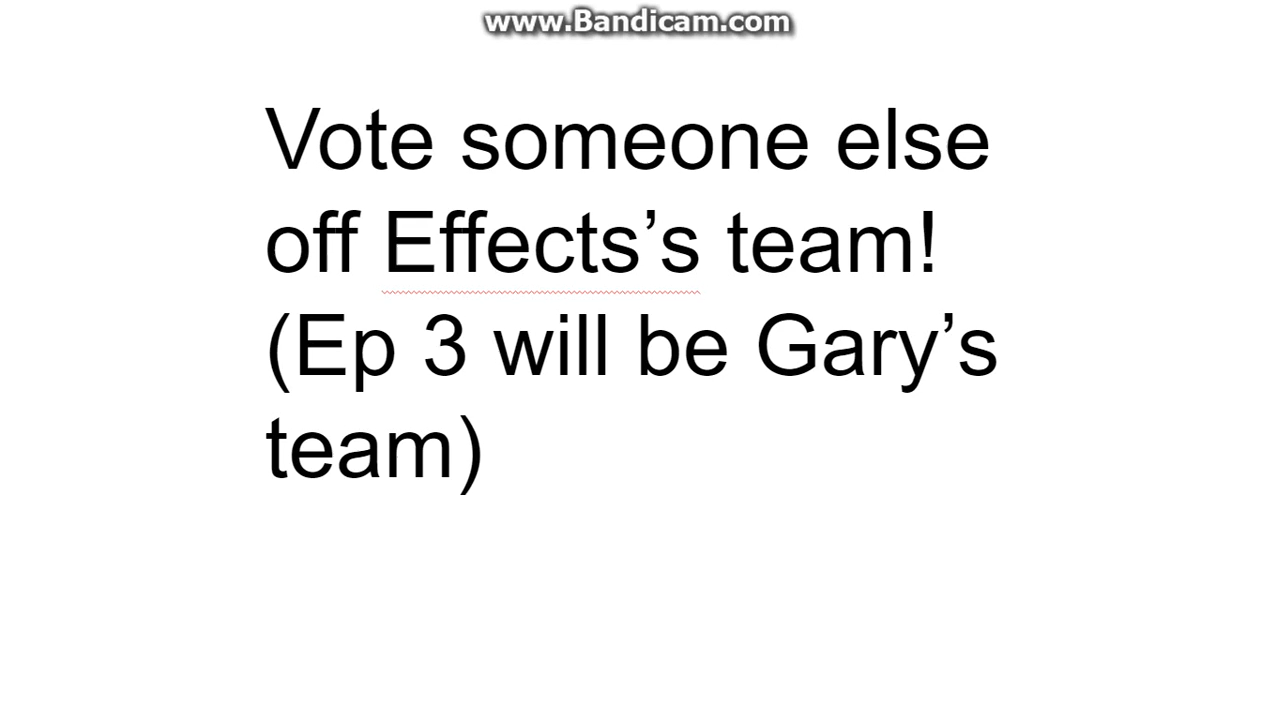 www.Bandicam.com
Vote someone else
off Effects’s team!
(Ep 3 will be Gary’s
team)